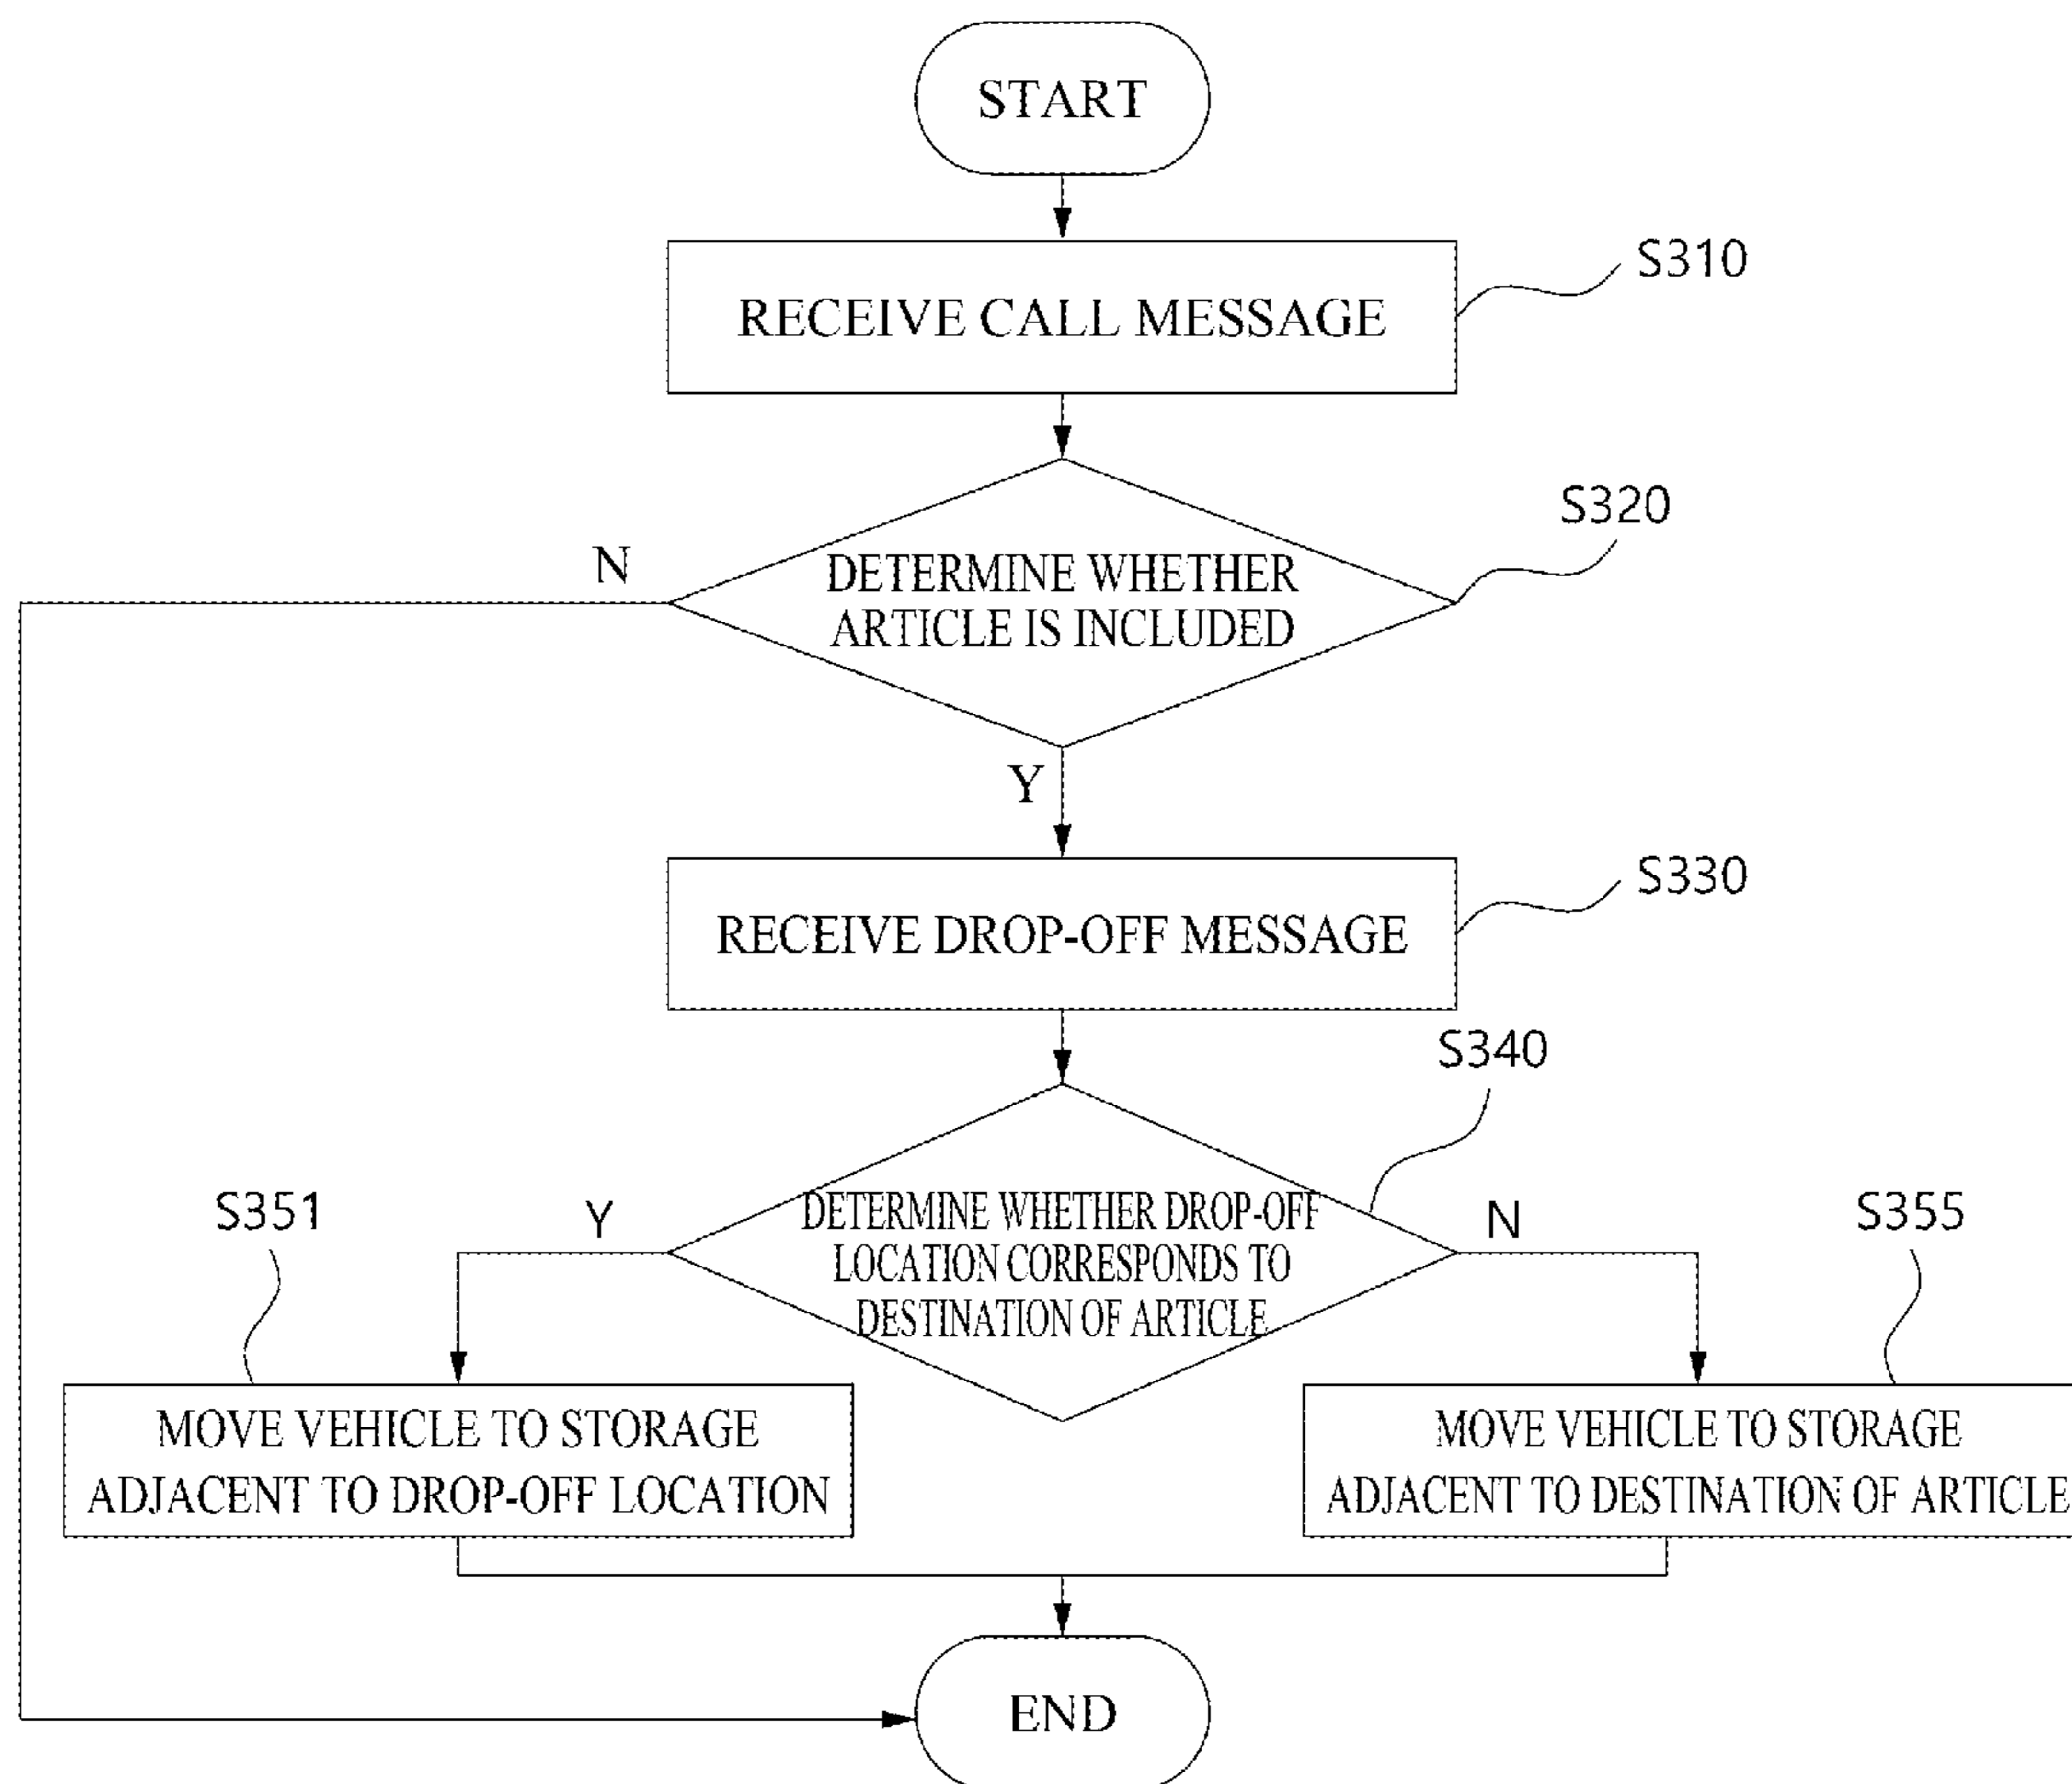 START
RECEIVE CALL MESSAGE
S310
S320
N
DETERMINE WHETHER
ARTICLE IS INCLUDED
Y
RECEIVE DROP-OFF MESSAGE
S330
S340
S351
Y
DETERMINE WHETHER DROP-OFF
LOCATION CORRESPONDS TO
DESTINATION OF ARTICLE
N
S355
MOVE VEHICLE TO STORAGE
ADJACENT TO DROP-OFF LOCATION
MOVE VEHICLE TO STORAGE
ADJACENT TO DESTINATION OF ARTICLE
END